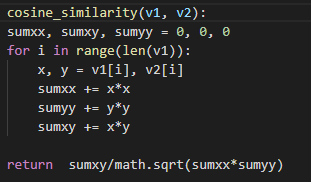 cosine_similarity(v1, v2):
sumxx, sumxy, sumyy = 0, 0, 0
for i in range(len(v1)):
    x, y = v1[i], v2[i]
    sumxx += x*x
    sumyy += y*y
    sumxy += x*y

return  sumxy/math.sqrt(sumxx*sumyy)